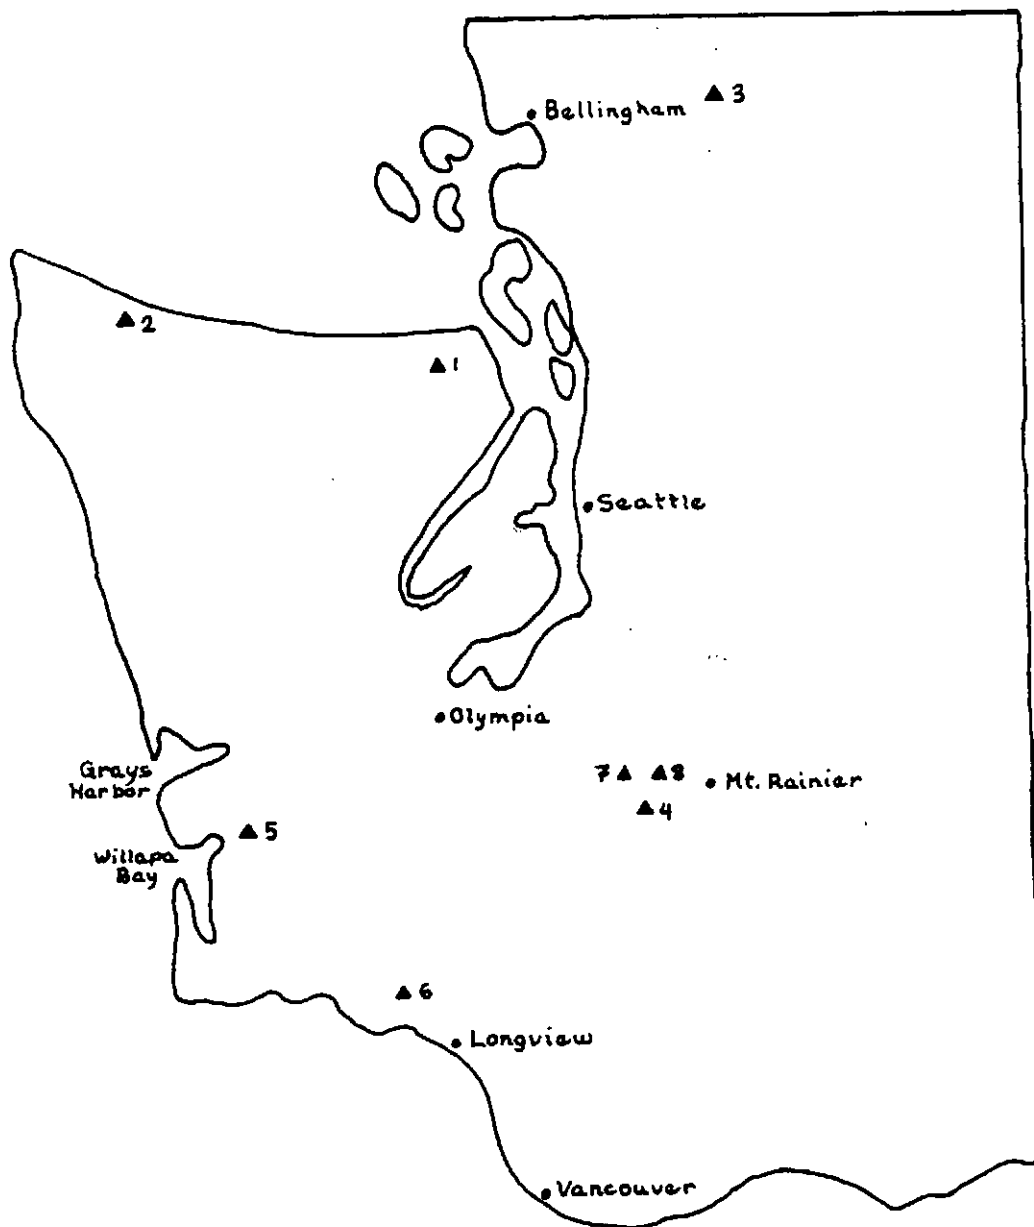 ▲ 3
• Bellingham
▲ 2
▲ 1
• Seattle
• Olympia
Grays
Harbor
7 ▲ ▲ 8 • Mt. Rainier
▲ 4
▲ 5
Willapa
Bay
▲ 6
• Longview
• Vancouver